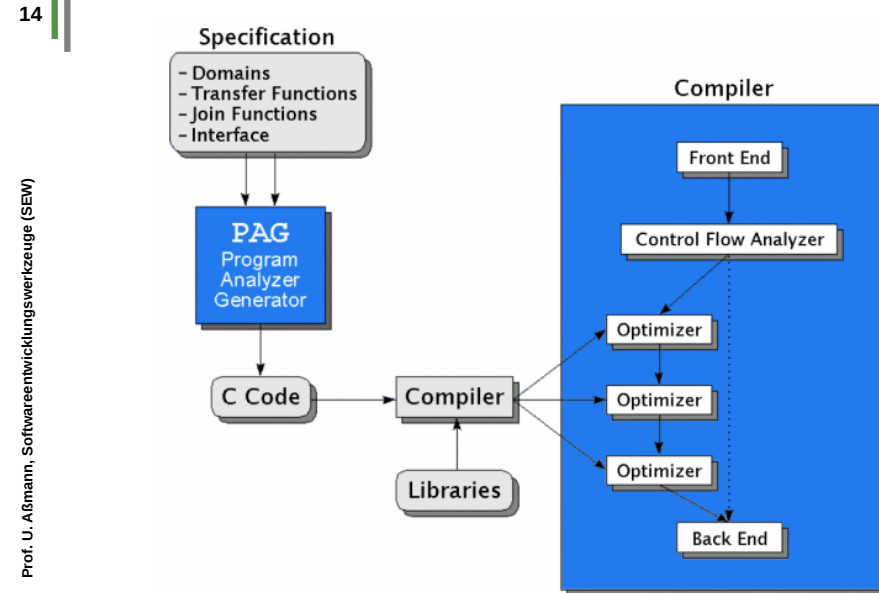 14
Prof. U. Aßmann, Softwareentwicklungswerkzeuge (SEW)
Specification
– Domains
– Transfer Functions
– Join Functions
– Interface
PAG
Program
Analyzer
Generator
C Code
Compiler
Libraries
Compiler
Front End
Control Flow Analyzer
Optimizer
Optimizer
Optimizer
Back End